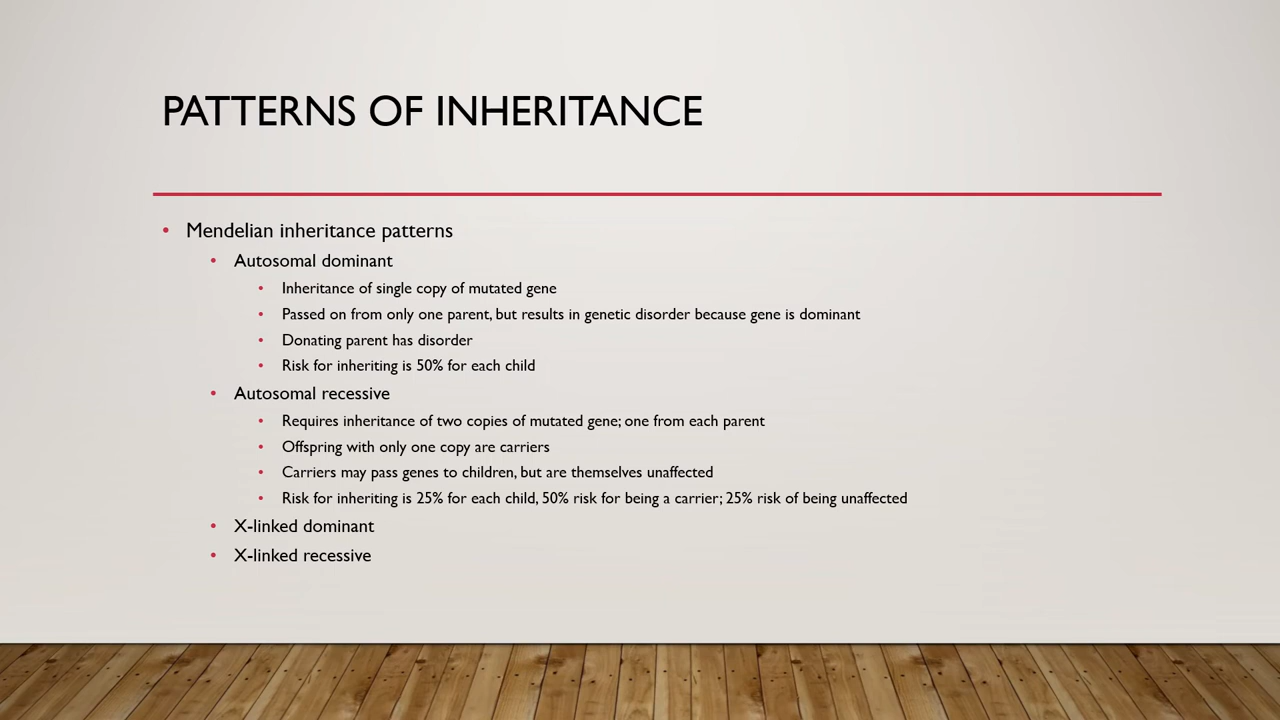 PATTERNS OF INHERITANCE
• Mendelian inheritance patterns
• Autosomal dominant
• Inheritance of single copy of mutated gene
• Passed on from only one parent, but results in genetic disorder because gene is dominant
• Donating parent has disorder
• Risk for inheriting is 50% for each child
• Autosomal recessive
• Requires inheritance of two copies of mutated gene; one from each parent
• Offspring with only one copy are carriers
• Carriers may pass genes to children, but are themselves unaffected
• Risk for inheriting is 25% for each child, 50% risk for being a carrier; 25% risk of being unaffected
• X-linked dominant
• X-linked recessive